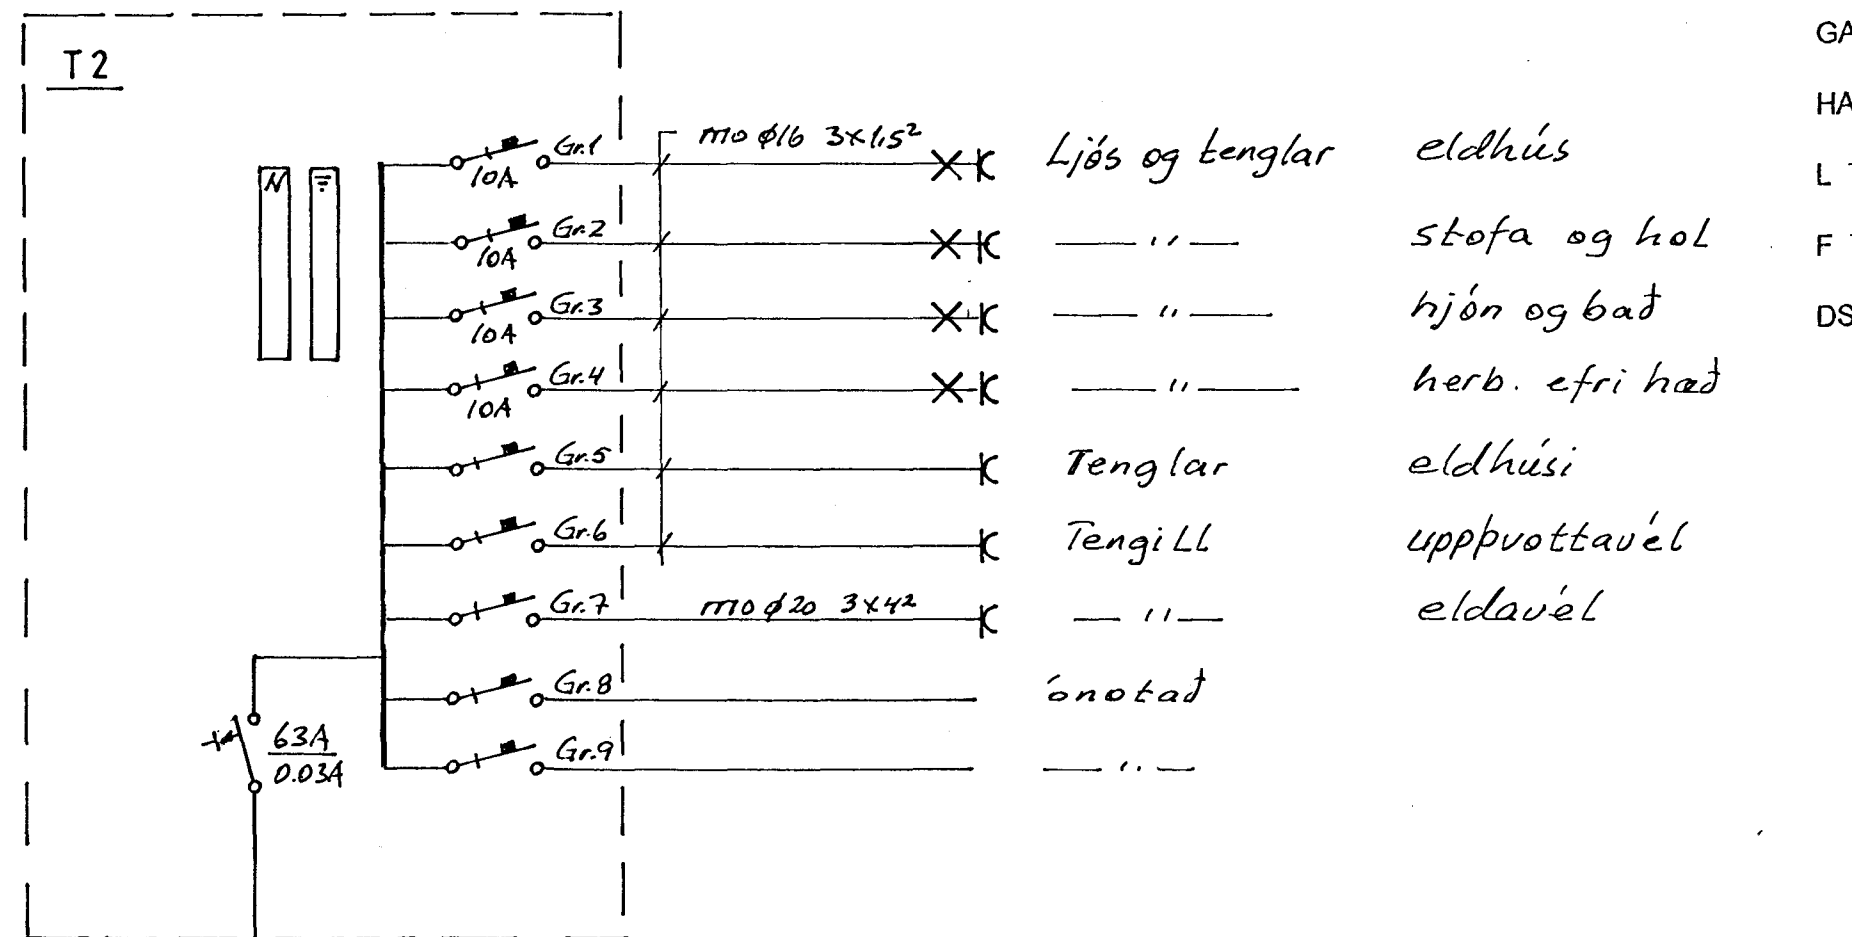 T2
GA
HA
L
F
DS
N
Gr.1 mo ø16 3x1,5² Ljós og tenglar eldhús
10A
Gr.2 —〃— stofa og hol
10A
Gr.3 —〃— hjón og bað
10A
Gr.4 —〃— herb. efri hæð
10A
Gr.5 Tenglar eldhúsi
Gr.6 Tengill uppþvottavél
Gr.7 mo ø20 3x4² —〃— eldavél
Gr.8 ónotað
Gr.9 —〃—
63A
0.03A